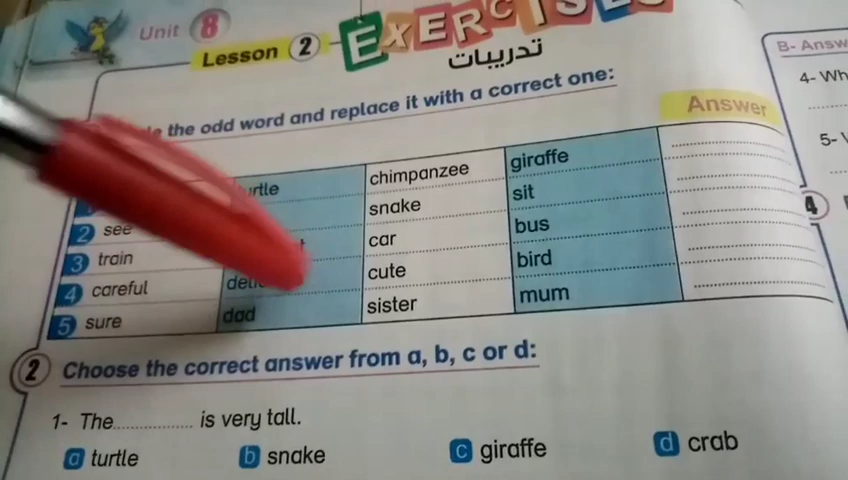 Unit 8
Lesson 2 EXERCISES
تدريبات
the odd word and replace it with a correct one:
Answer
chimpanzee giraffe
2 see snake sit
3 train car bus
4 careful cute bird
5 sure dad sister mum
2 Choose the correct answer from a, b, c or d:
1- The.............. is very tall.
a turtle b snake c giraffe d crab
B- Answ
4- Wh
5-
4